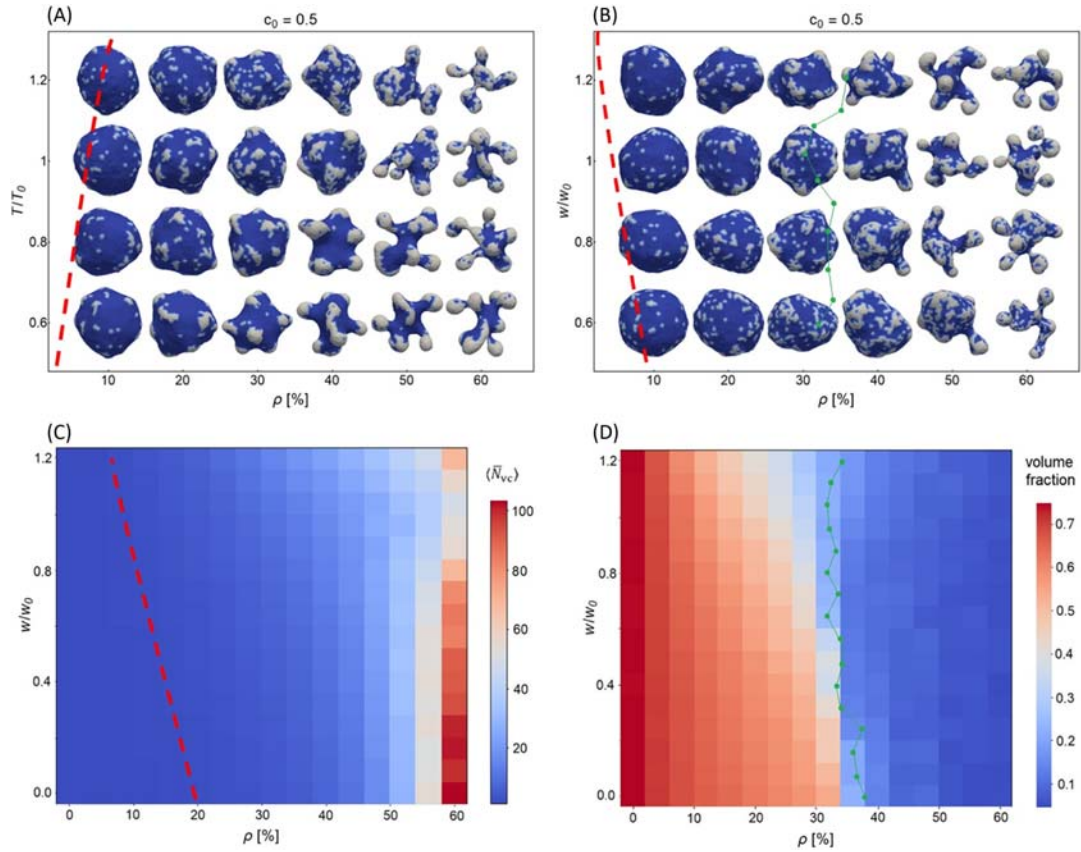 (A)
c₀ = 0.5
T/T₀
1.2
1
0.8
0.6
10 20 30 40 50 60
ρ [%]
(B)
c₀ = 0.5
w/w₀
1.2
1
0.8
0.6
10 20 30 40 50 60
ρ [%]
(C)
w/w₀
1.2
0.8
0.4
0.0
0 10 20 30 40 50 60
ρ [%]
⟨N̅vc⟩
100
80
60
40
20
(D)
w/w₀
1.2
0.8
0.4
0.0
0 10 20 30 40 50 60
ρ [%]
volume
fraction
0.7
0.6
0.5
0.4
0.3
0.2
0.1